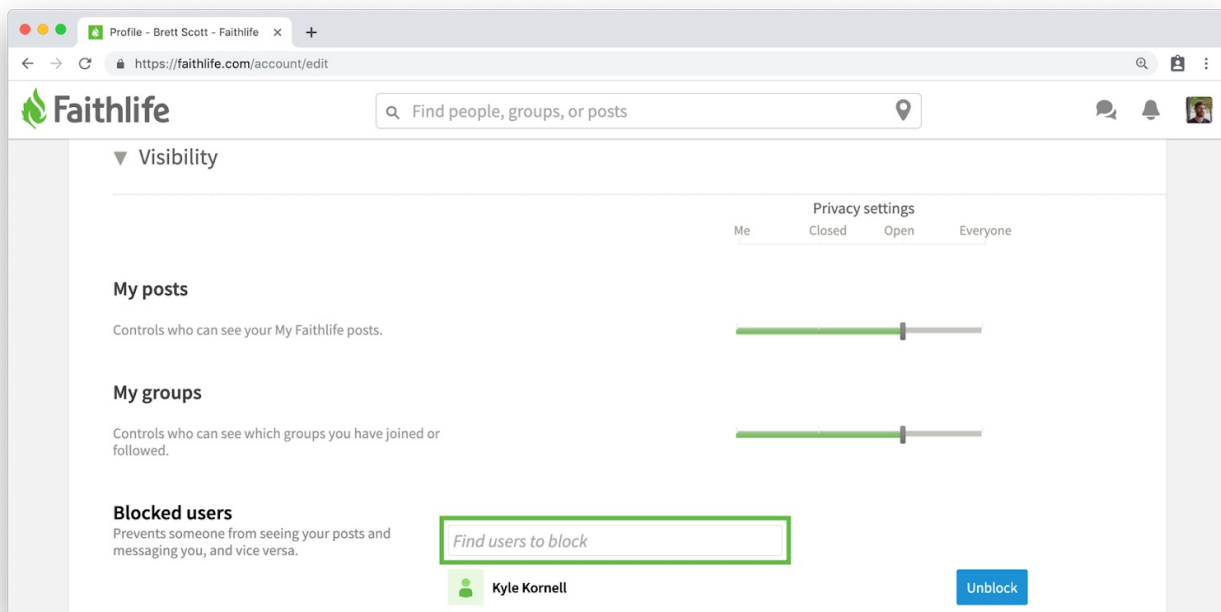 Profile - Brett Scott - Faithlife
https://faithlife.com/account/edit
Faithlife
Find people, groups, or posts
Visibility
Privacy settings
Me Closed Open Everyone
My posts
Controls who can see your My Faithlife posts.
My groups
Controls who can see which groups you have joined or
followed.
Blocked users
Prevents someone from seeing your posts and
messaging you, and vice versa.
Find users to block
Kyle Kornell
Unblock